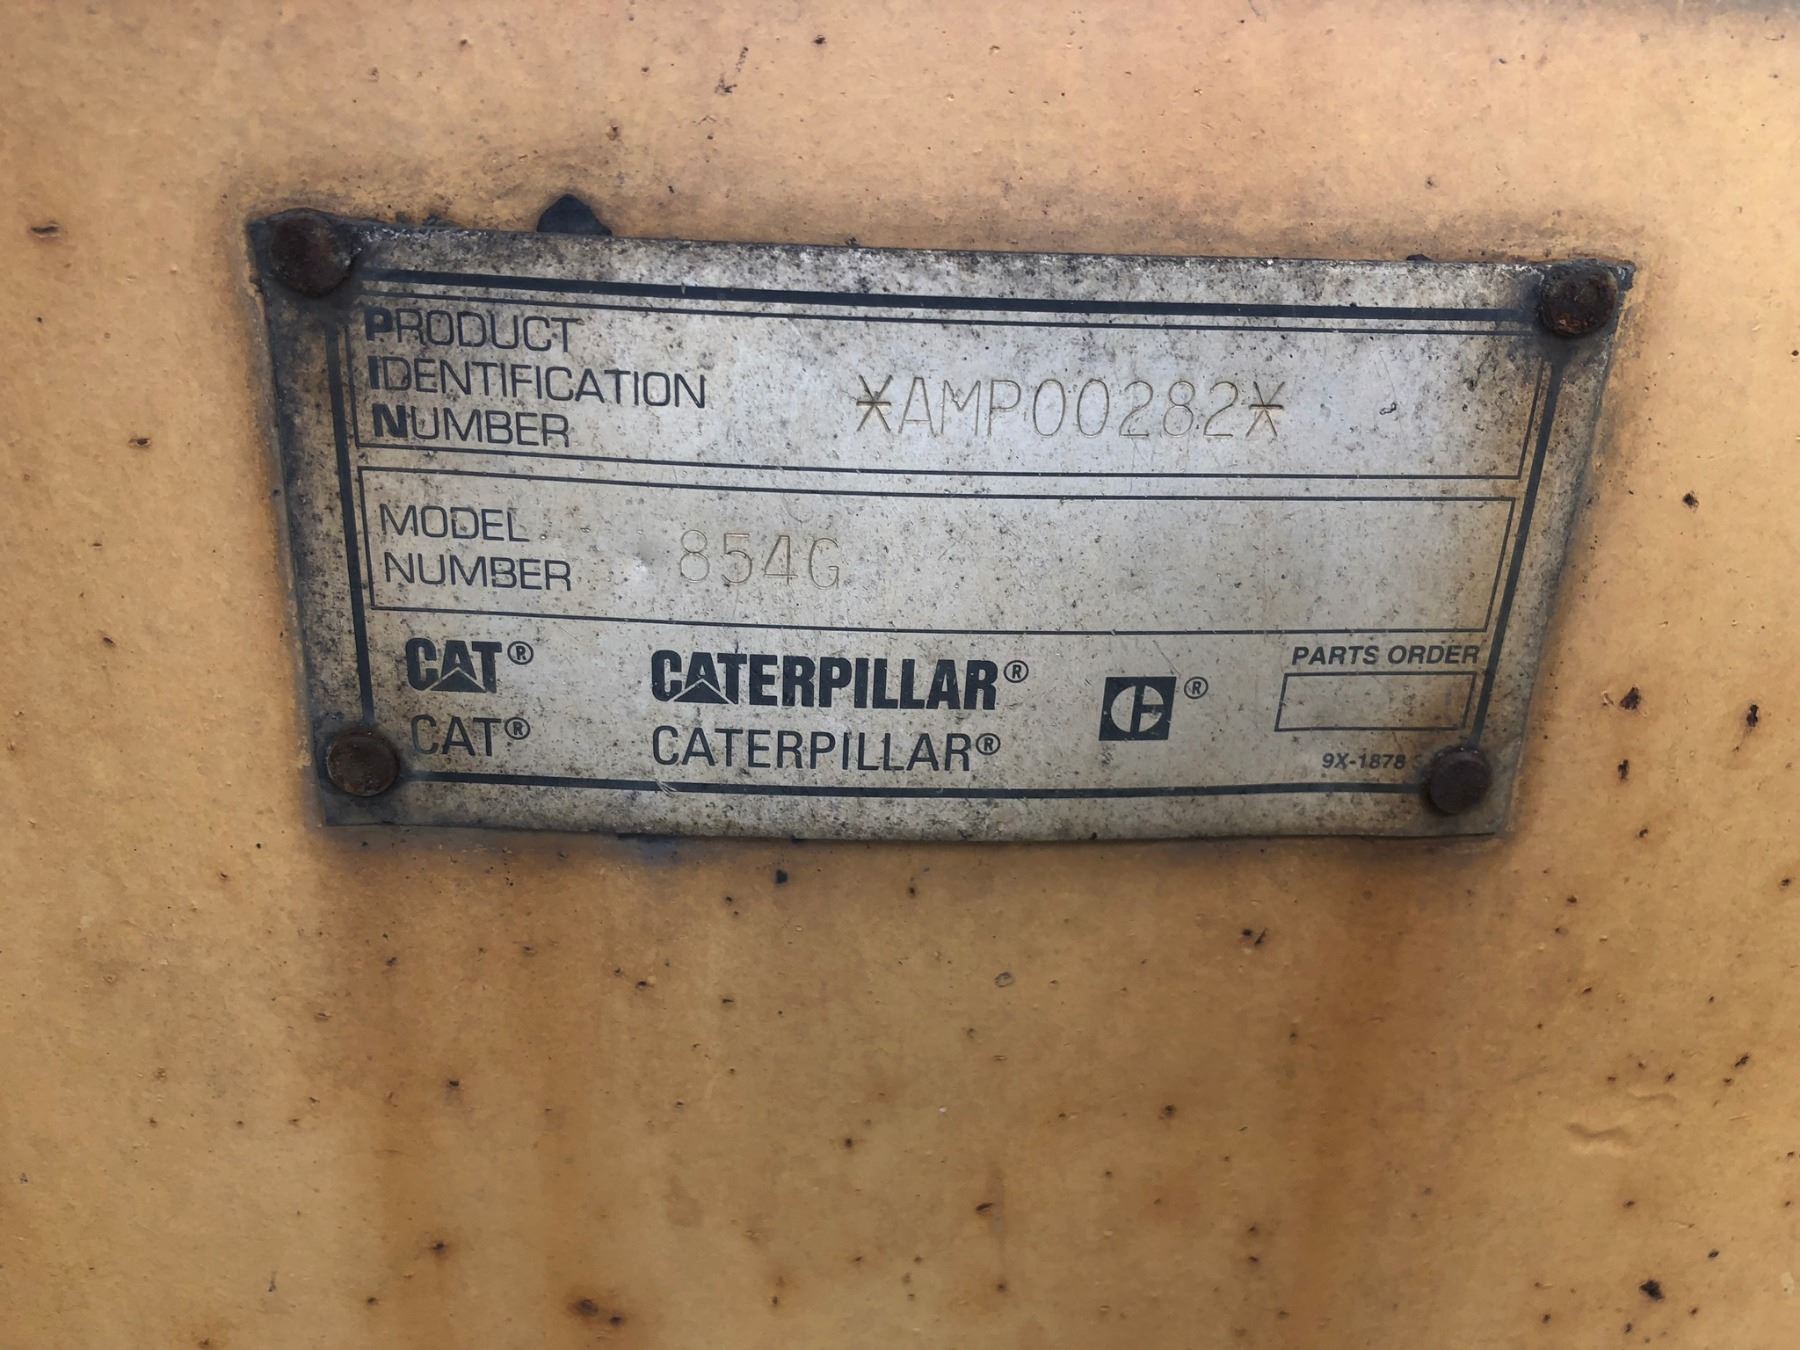 PRODUCT
IDENTIFICATION
NUMBER
*AMP00282*
MODEL
NUMBER
854G
CAT® CATERPILLAR® ®
CAT® CATERPILLAR®
PARTS ORDER
9X-1878